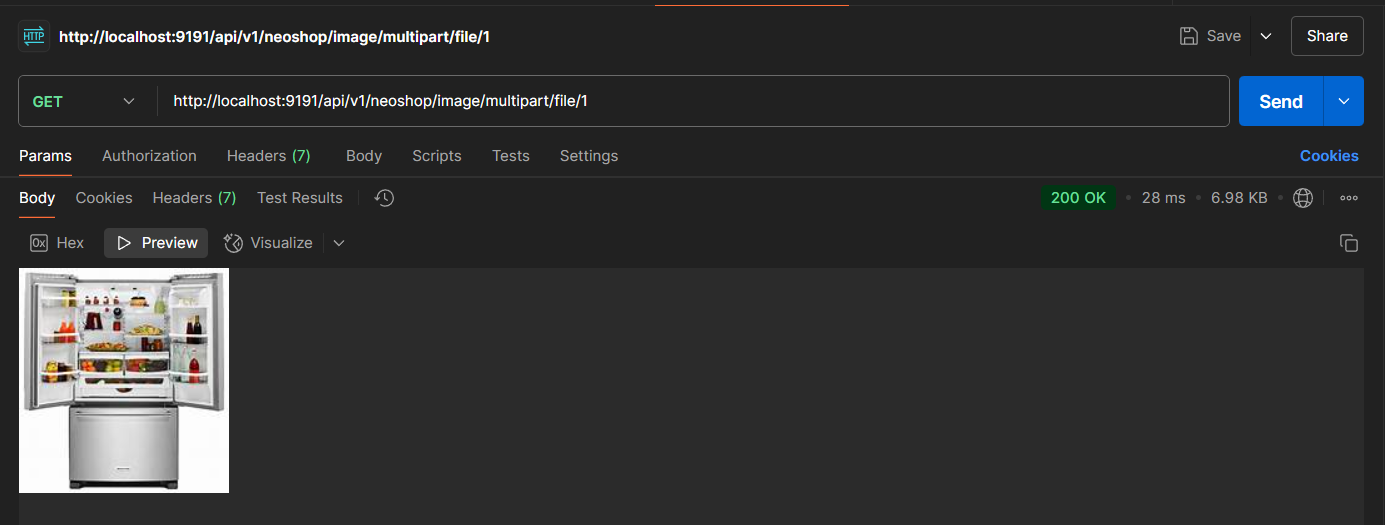 HTTP http://localhost:9191/api/v1/neoshop/image/multipart/file/1 Save Share
GET http://localhost:9191/api/v1/neoshop/image/multipart/file/1 Send
Params Authorization Headers (7) Body Scripts Tests Settings Cookies
Body Cookies Headers (7) Test Results 200 OK • 28 ms • 6.98 KB •
0x Hex Preview Visualize